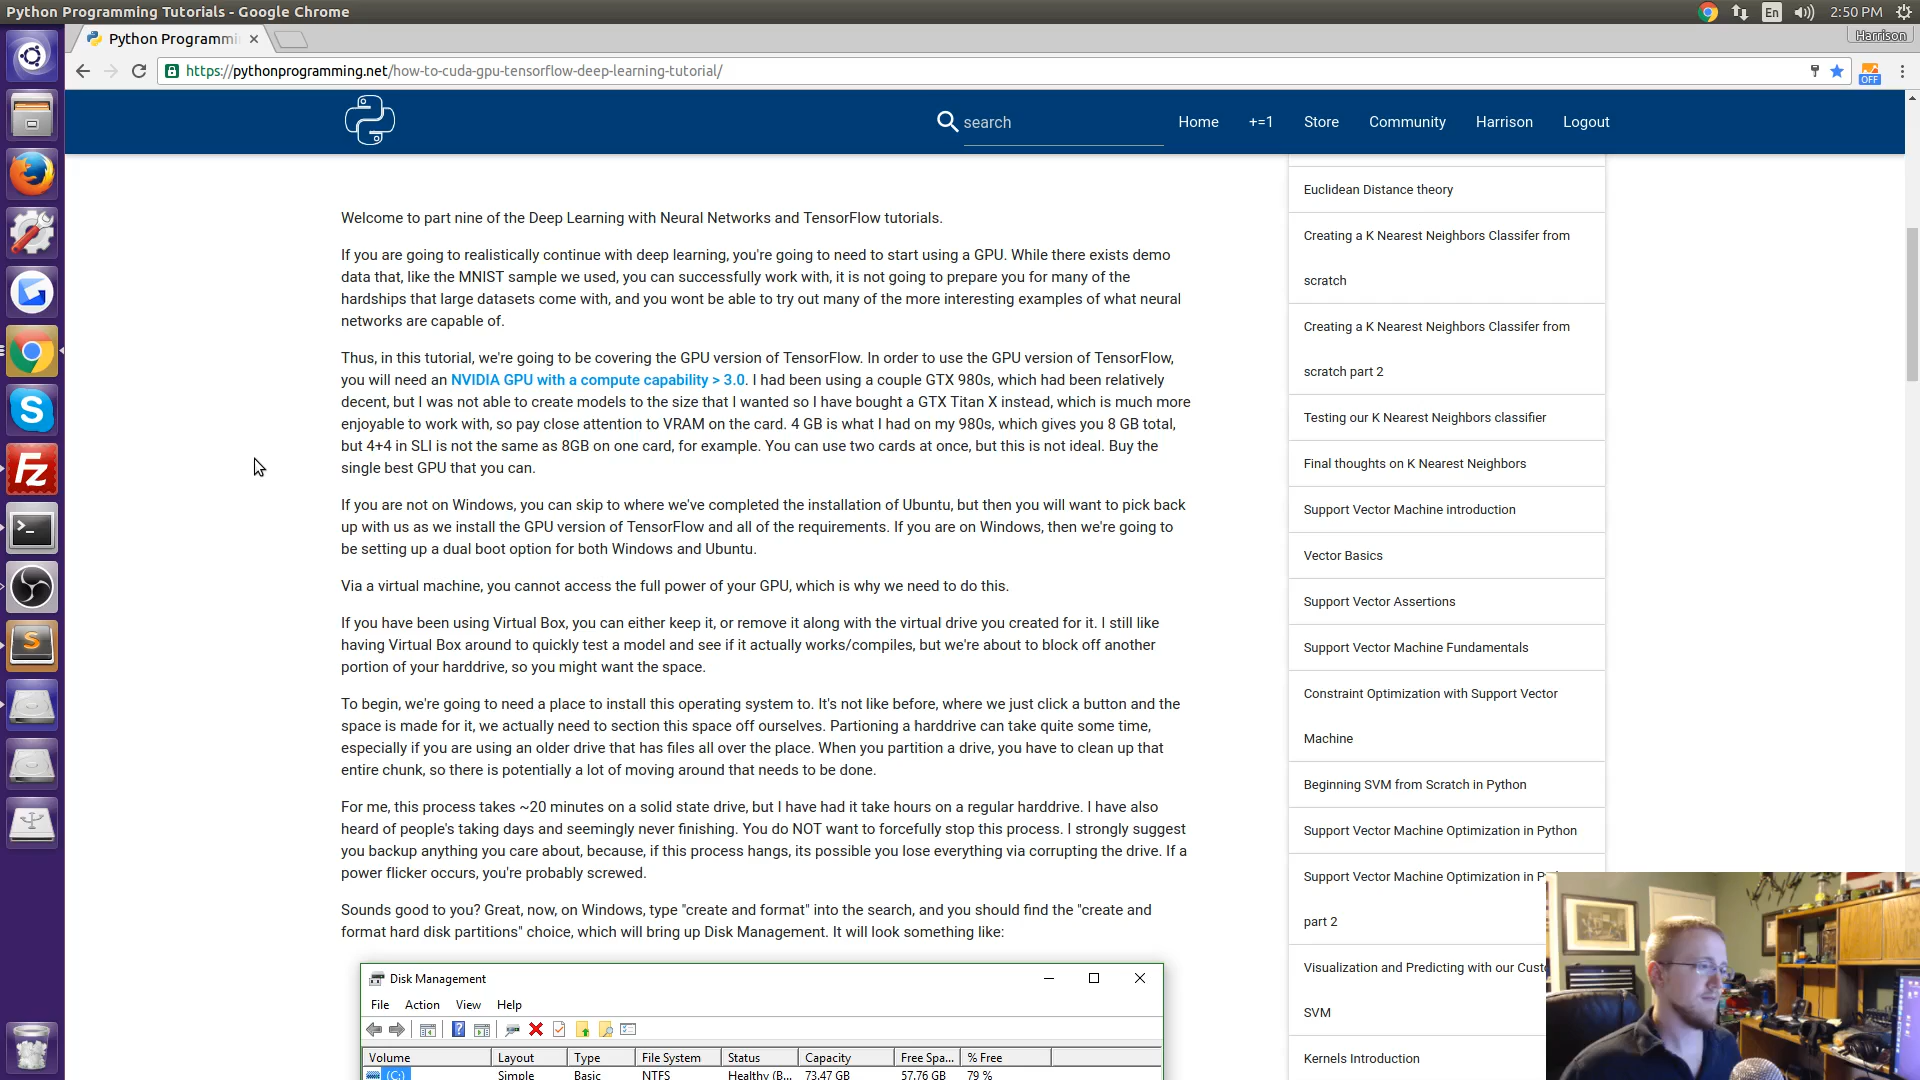 Python Programming Tutorials - Google Chrome
En
2:50 PM
Python Programmi
Harrison
https://pythonprogramming.net/how-to-cuda-gpu-tensorflow-deep-learning-tutorial/
OFF
search
Home
+=1
Store
Community
Harrison
Logout
Welcome to part nine of the Deep Learning with Neural Networks and TensorFlow tutorials.
If you are going to realistically continue with deep learning, you're going to need to start using a GPU. While there exists demo
data that, like the MNIST sample we used, you can successfully work with, it is not going to prepare you for many of the
hardships that large datasets come with, and you wont be able to try out many of the more interesting examples of what neural
networks are capable of.
Thus, in this tutorial, we're going to be covering the GPU version of TensorFlow. In order to use the GPU version of TensorFlow,
you will need an NVIDIA GPU with a compute capability > 3.0. I had been using a couple GTX 980s, which had been relatively
decent, but I was not able to create models to the size that I wanted so I have bought a GTX Titan X instead, which is much more
enjoyable to work with, so pay close attention to VRAM on the card. 4 GB is what I had on my 980s, which gives you 8 GB total,
but 4+4 in SLI is not the same as 8GB on one card, for example. You can use two cards at once, but this is not ideal. Buy the
single best GPU that you can.
If you are not on Windows, you can skip to where we've completed the installation of Ubuntu, but then you will want to pick back
up with us as we install the GPU version of TensorFlow and all of the requirements. If you are on Windows, then we're going to
be setting up a dual boot option for both Windows and Ubuntu.
Via a virtual machine, you cannot access the full power of your GPU, which is why we need to do this.
If you have been using Virtual Box, you can either keep it, or remove it along with the virtual drive you created for it. I still like
having Virtual Box around to quickly test a model and see if it actually works/compiles, but we're about to block off another
portion of your harddrive, so you might want the space.
To begin, we're going to need a place to install this operating system to. It's not like before, where we just click a button and the
space is made for it, we actually need to section this space off ourselves. Partioning a harddrive can take quite some time,
especially if you are using an older drive that has files all over the place. When you partition a drive, you have to clean up that
entire chunk, so there is potentially a lot of moving around that needs to be done.
For me, this process takes ~20 minutes on a solid state drive, but I have had it take hours on a regular harddrive. I have also
heard of people's taking days and seemingly never finishing. You do NOT want to forcefully stop this process. I strongly suggest
you backup anything you care about, because, if this process hangs, its possible you lose everything via corrupting the drive. If a
power flicker occurs, you're probably screwed.
Sounds good to you? Great, now, on Windows, type "create and format" into the search, and you should find the "create and
format hard disk partitions" choice, which will bring up Disk Management. It will look something like:
Disk Management
File Action View Help
Volume Layout Type File System Status Capacity Free Spa... % Free
(C:) Simple Basic NTFS Healthy (B... 73.47 GB 57.76 GB 79 %
Euclidean Distance theory
Creating a K Nearest Neighbors Classifer from
scratch
Creating a K Nearest Neighbors Classifer from
scratch part 2
Testing our K Nearest Neighbors classifier
Final thoughts on K Nearest Neighbors
Support Vector Machine introduction
Vector Basics
Support Vector Assertions
Support Vector Machine Fundamentals
Constraint Optimization with Support Vector
Machine
Beginning SVM from Scratch in Python
Support Vector Machine Optimization in Python
Support Vector Machine Optimization in
part 2
Visualization and Predicting with our
SVM
Kernels Introduction